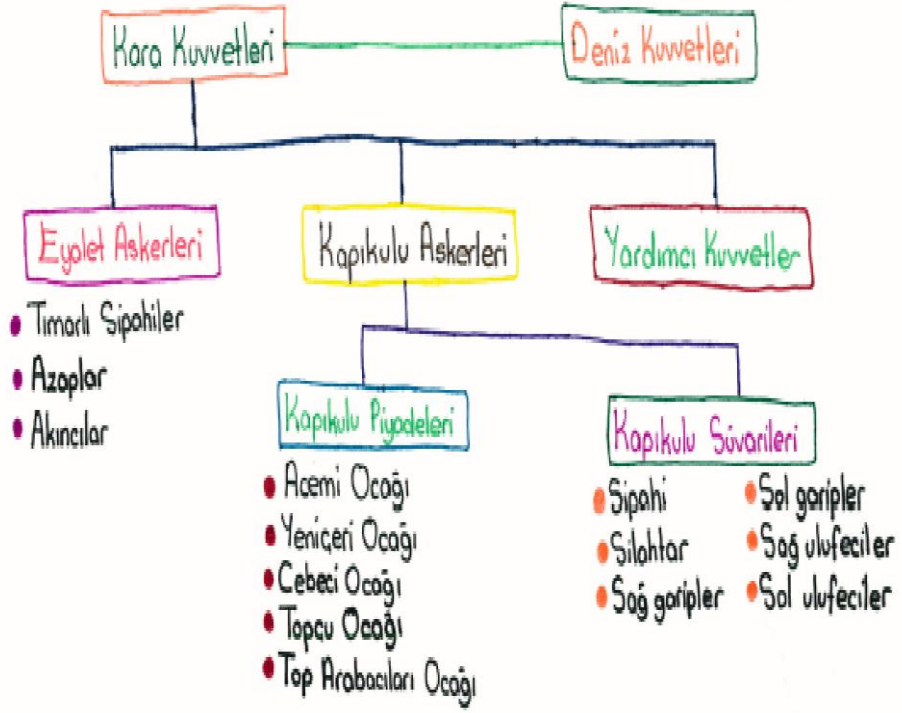 Kara Kuvvetleri
Deniz Kuvvetleri
Eyalet Askerleri
Kapıkulu Askerleri
Yardımcı Kuvvetler
Tımarlı Sipahiler
Azaplar
Akıncılar
Kapıkulu Piyadeleri
Kapıkulu Süvarileri
Acemi Ocağı
Yeniçeri Ocağı
Cebeci Ocağı
Topçu Ocağı
Top Arabacıları Ocağı
Sipahi
Silahtar
Sağ garipler
Sol garipler
Sağ ulufeciler
Sol ulufeciler